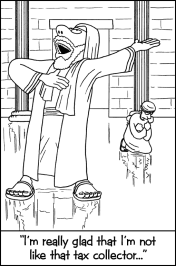 "I'm really glad that I'm not
like that tax collector..."